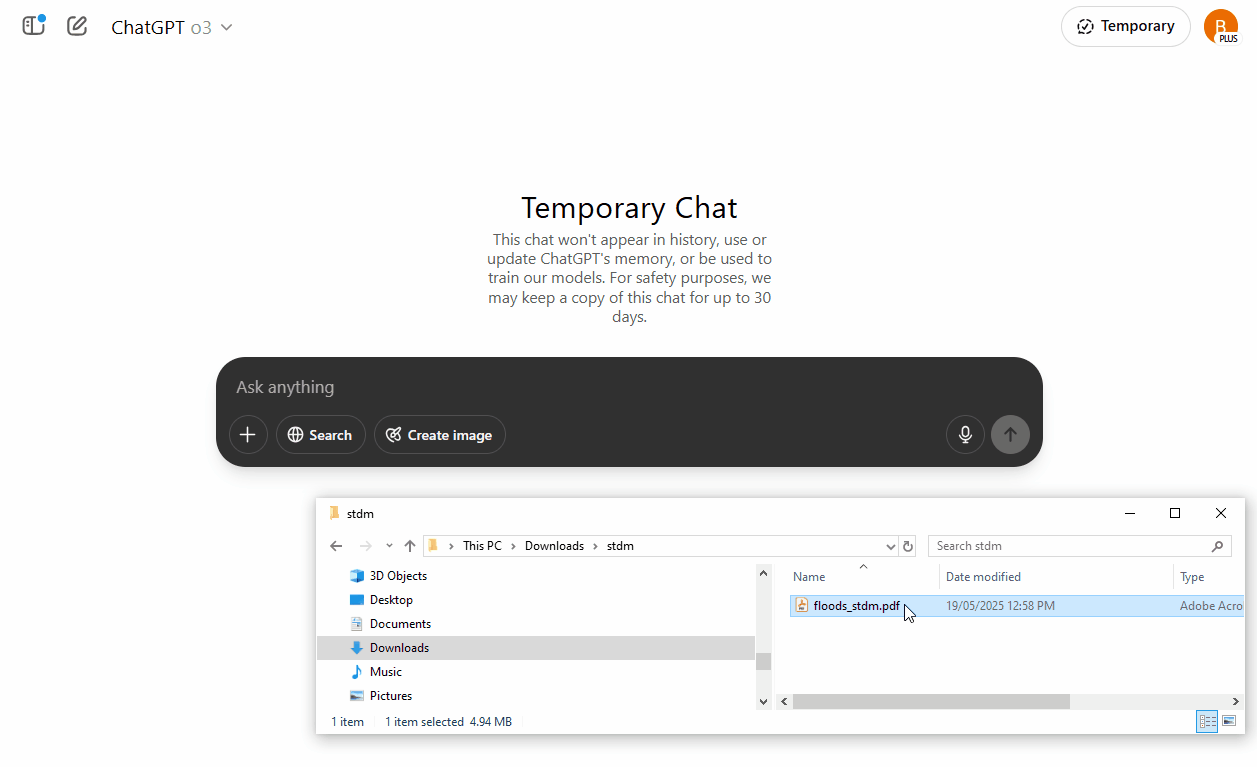 ChatGPT o3
Temporary
B
PLUS
Temporary Chat
This chat won't appear in history, use or
update ChatGPT's memory, or be used to
train our models. For safety purposes, we
may keep a copy of this chat for up to 30
days.
Ask anything
Search
Create image
stdm
This PC > Downloads > stdm
Search stdm
3D Objects
Desktop
Documents
Downloads
Music
Pictures
Name
Date modified
Type
floods_stdm.pdf
19/05/2025 12:58 PM
Adobe Acro
1 item
1 item selected 4.94 MB